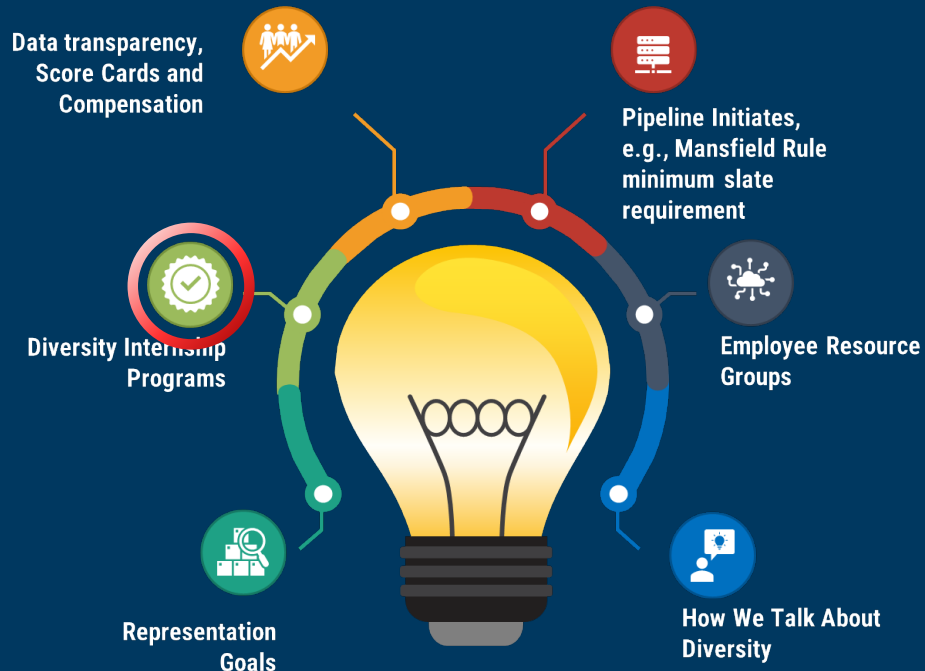 Data transparency,
Score Cards and
Compensation
Pipeline Initiates,
e.g., Mansfield Rule
minimum slate
requirement
Diversity Internship
Programs
Employee Resource
Groups
Representation
Goals
How We Talk About
Diversity